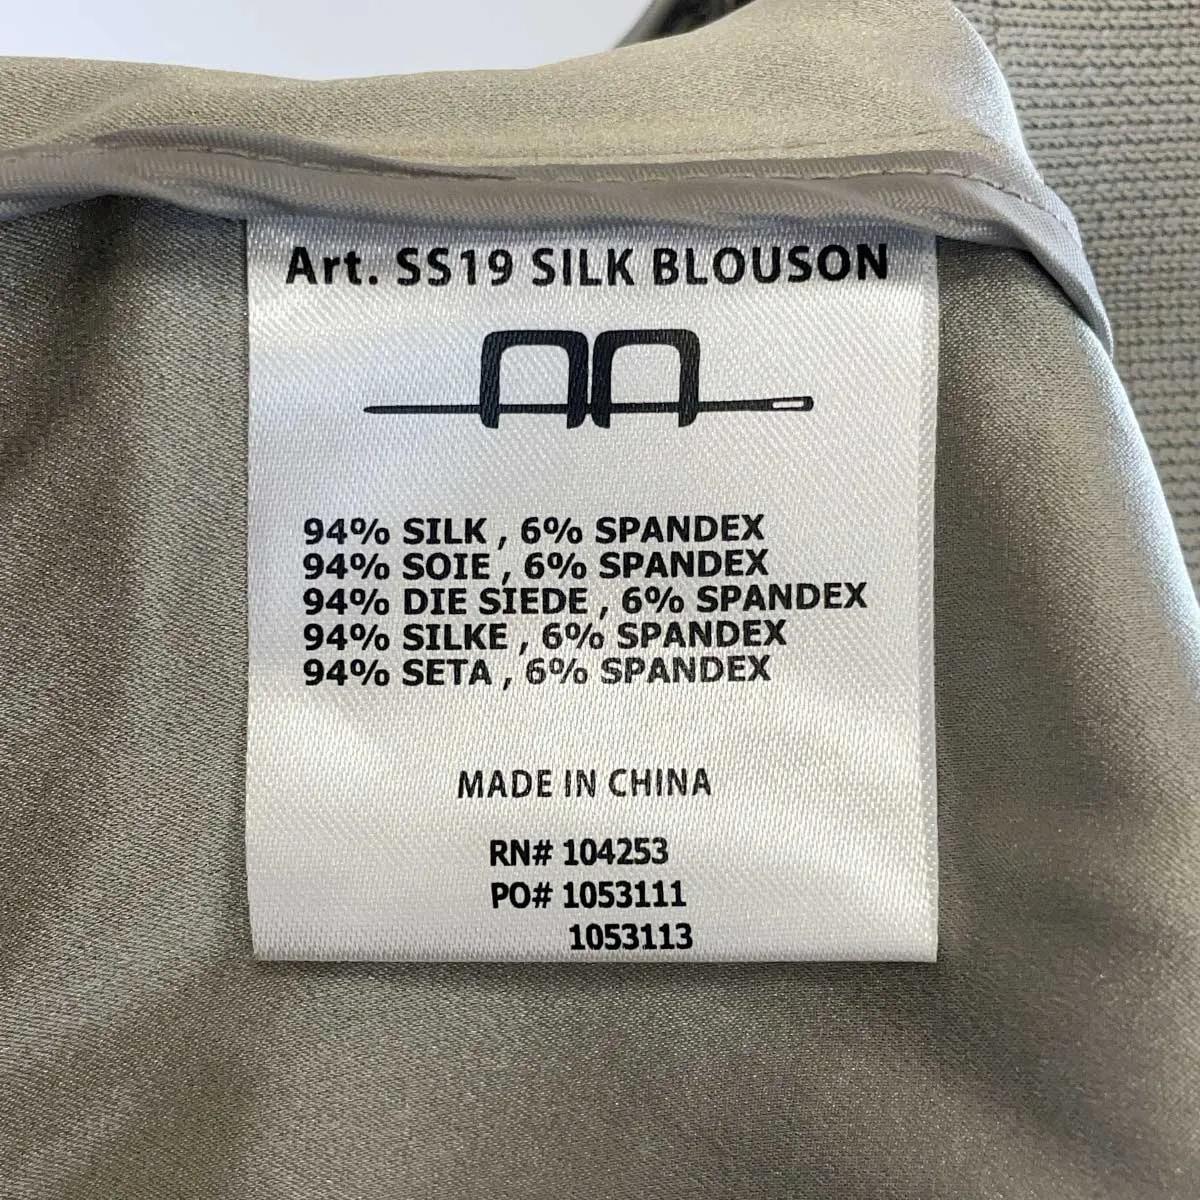 Art. SS19 SILK BLOUSON
94% SILK , 6% SPANDEX
94% SOIE , 6% SPANDEX
94% DIE SIEDE , 6% SPANDEX
94% SILKE , 6% SPANDEX
94% SETA , 6% SPANDEX
MADE IN CHINA
RN# 104253
PO# 1053111
1053113